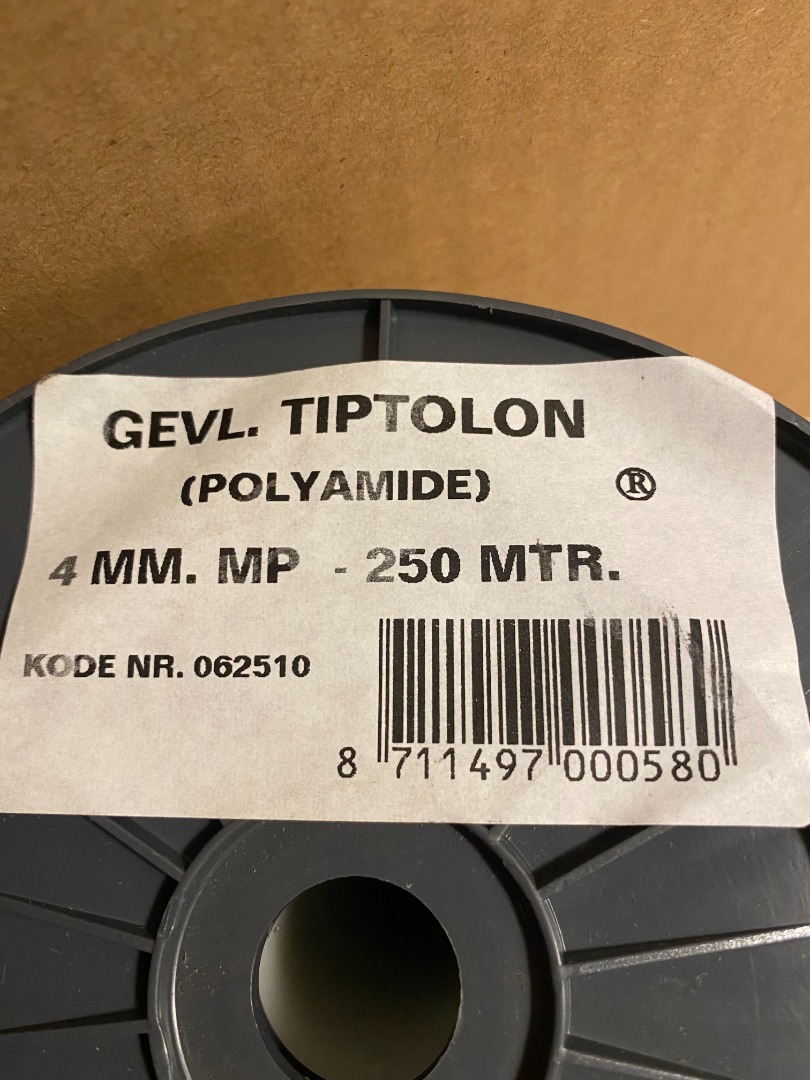 GEVL. TIPTOLON
(POLYAMIDE) ®
4 MM. MP - 250 MTR.
KODE NR. 062510
8 711497 000580